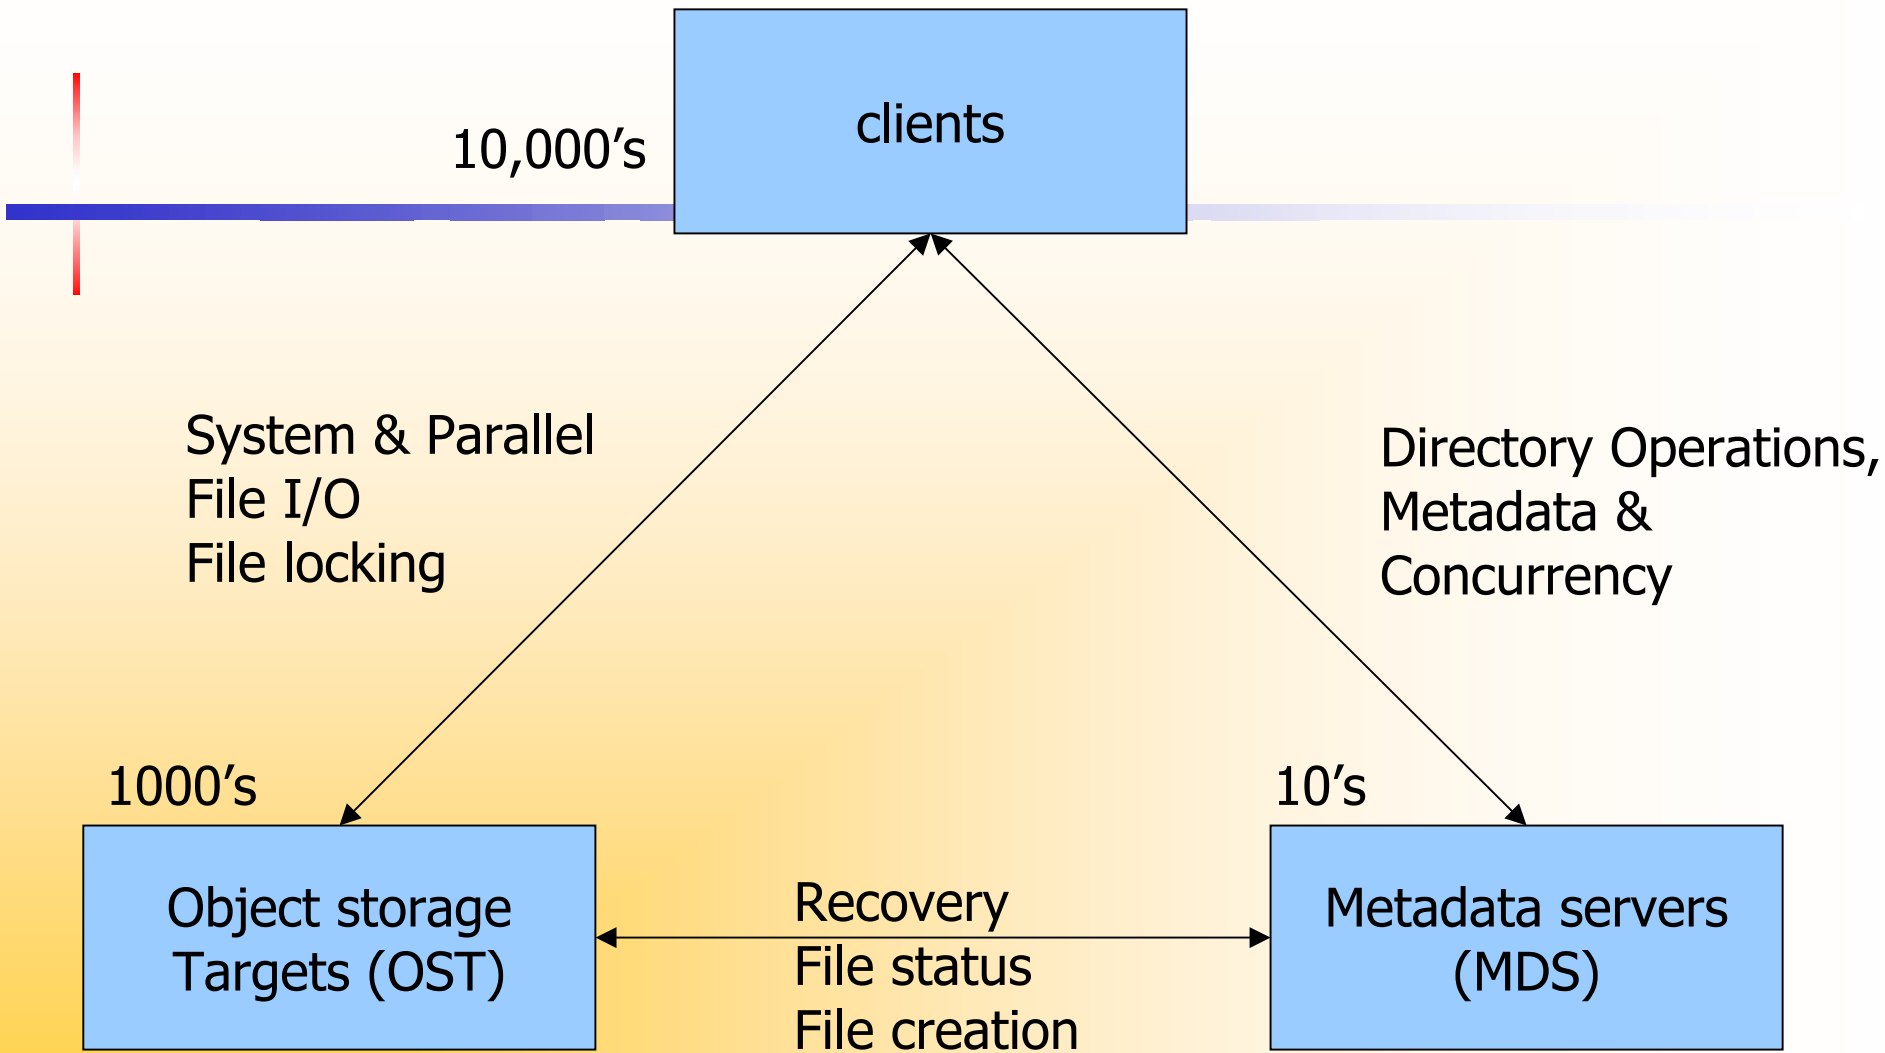 clients
10,000’s
System & Parallel
File I/O
File locking
Directory Operations,
Metadata &
Concurrency
1000’s
10’s
Object storage
Targets (OST)
Recovery
File status
File creation
Metadata servers
(MDS)